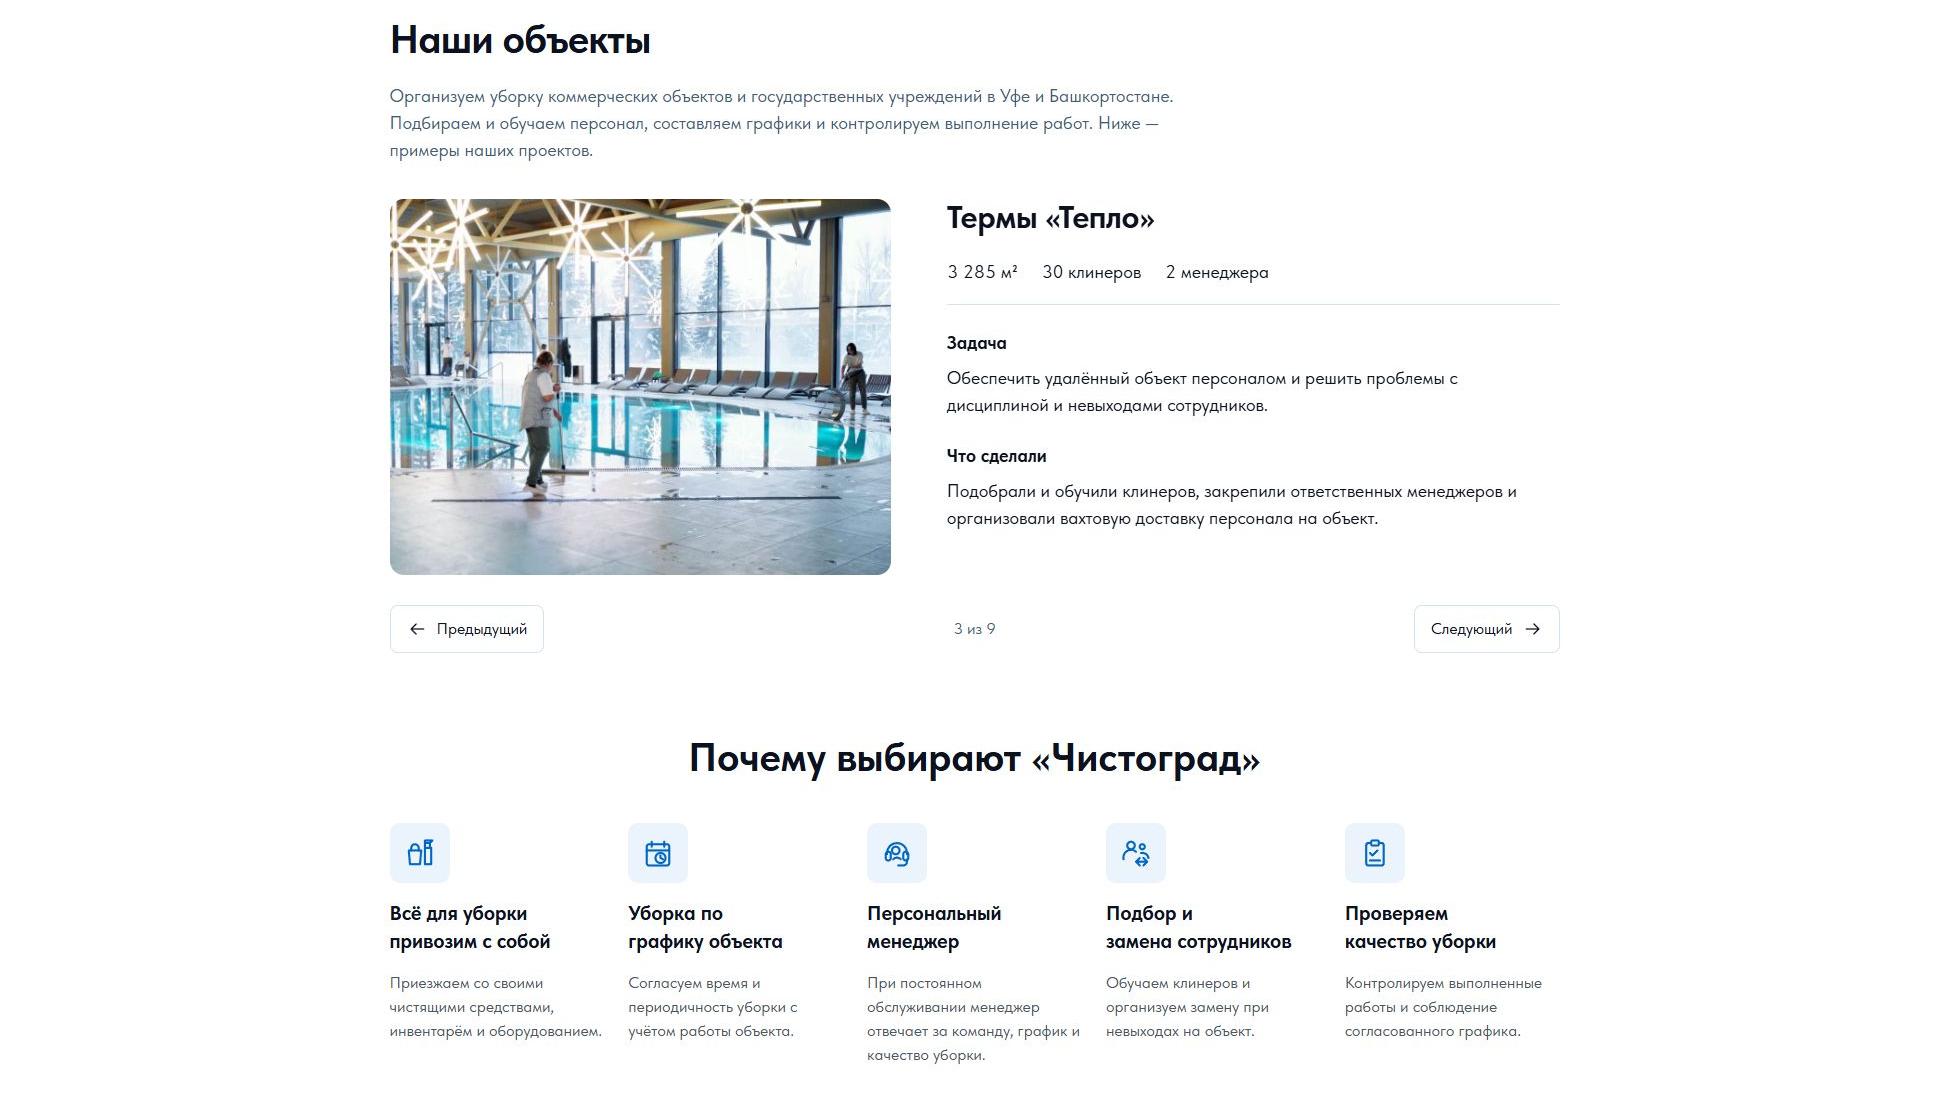 Наши объекты
Организуем уборку коммерческих объектов и государственных учреждений в Уфе и Башкортостане.
Подбираем и обучаем персонал, составляем графики и контролируем выполнение работ. Ниже —
примеры наших проектов.
Термы «Тепло»
3 285 м² 30 клинеров 2 менеджера
Задача
Обеспечить удалённый объект персоналом и решить проблемы с
дисциплиной и невыходами сотрудников.
Что сделали
Подобрали и обучили клинеров, закрепили ответственных менеджеров и
организовали вахтовую доставку персонала на объект.
← Предыдущий
3 из 9
Следующий →
Почему выбирают «Чистоград»
Всё для уборки
привозим с собой
Приезжаем со своими
чистящими средствами,
инвентарём и оборудованием.
Уборка по
графику объекта
Согласуем время и
периодичность уборки с
учётом работы объекта.
Персональный
менеджер
При постоянном
обслуживании менеджер
отвечает за команду, график и
качество уборки.
Подбор и
замена сотрудников
Обучаем клинеров и
организуем замену при
невыходах на объект.
Проверяем
качество уборки
Контролируем выполненные
работы и соблюдение
согласованного графика.